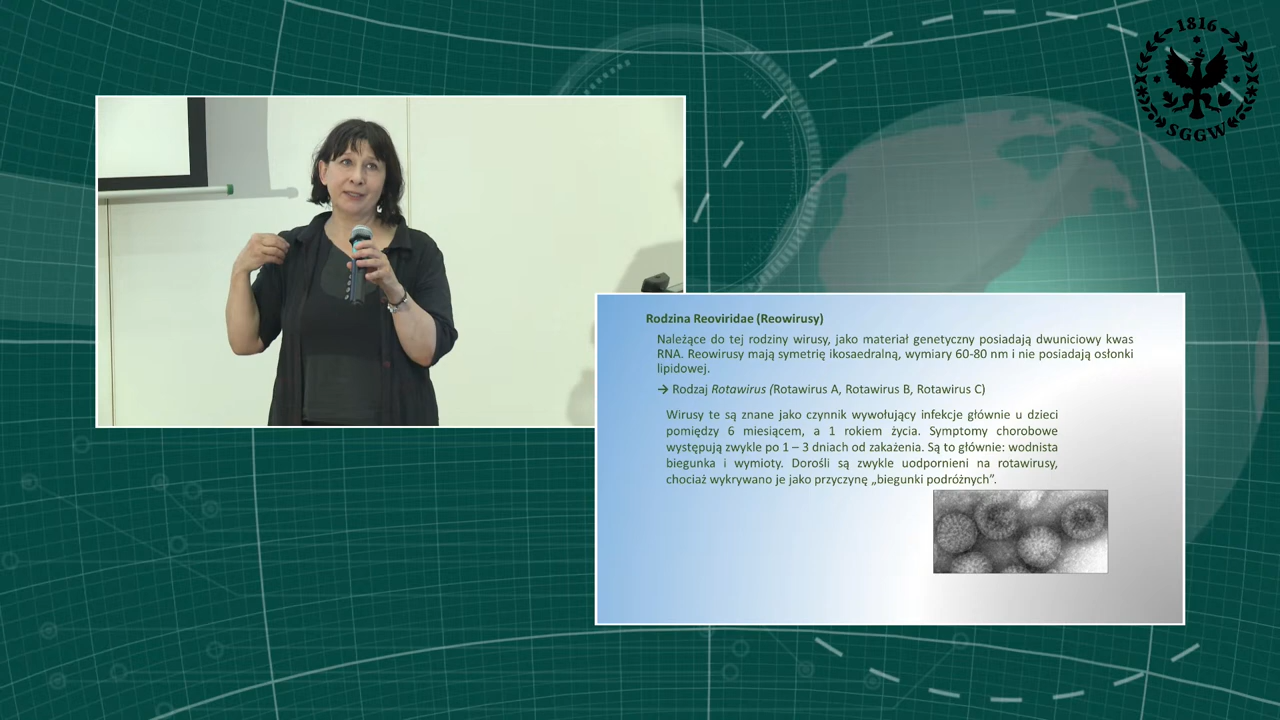 1816
SGGW
Rodzina Reoviridae (Reowirusy)
Należące do tej rodziny wirusy, jako materiał genetyczny posiadają dwuniciowy kwas
RNA. Reowirusy mają symetrię ikosaedralną, wymiary 60-80 nm i nie posiadają osłonki
lipidowej.
→ Rodzaj Rotawirus (Rotawirus A, Rotawirus B, Rotawirus C)
Wirusy te są znane jako czynnik wywołujący infekcje głównie u dzieci
pomiędzy 6 miesiącem, a 1 rokiem życia. Symptomy chorobowe
występują zwykle po 1 – 3 dniach od zakażenia. Są to głównie: wodnista
biegunka i wymioty. Dorośli są zwykle uodpornieni na rotawirusy,
chociaż wykrywano je jako przyczynę „biegunki podróżnych”.